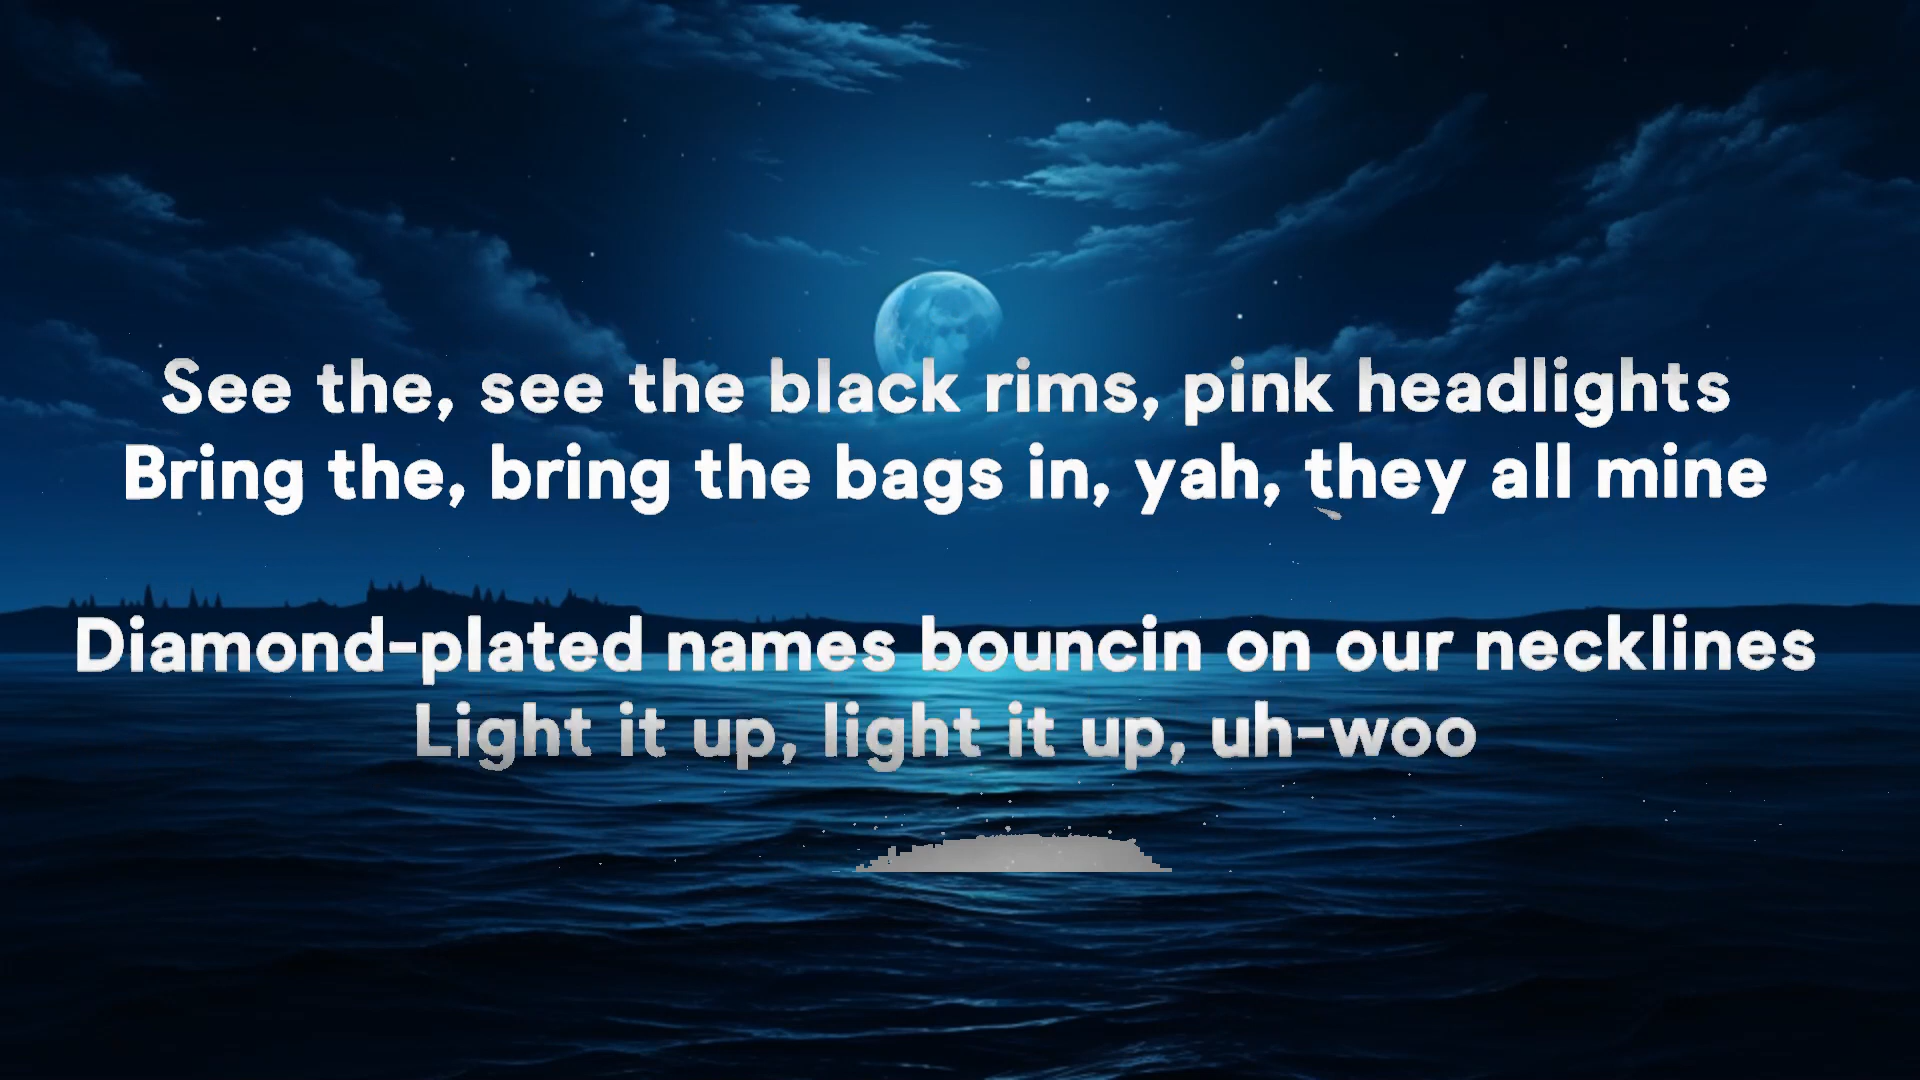 See the, see the black rims, pink headlights
Bring the, bring the bags in, yah, they all mine
Diamond-plated names bouncin on our necklines
Light it up, light it up, uh-woo